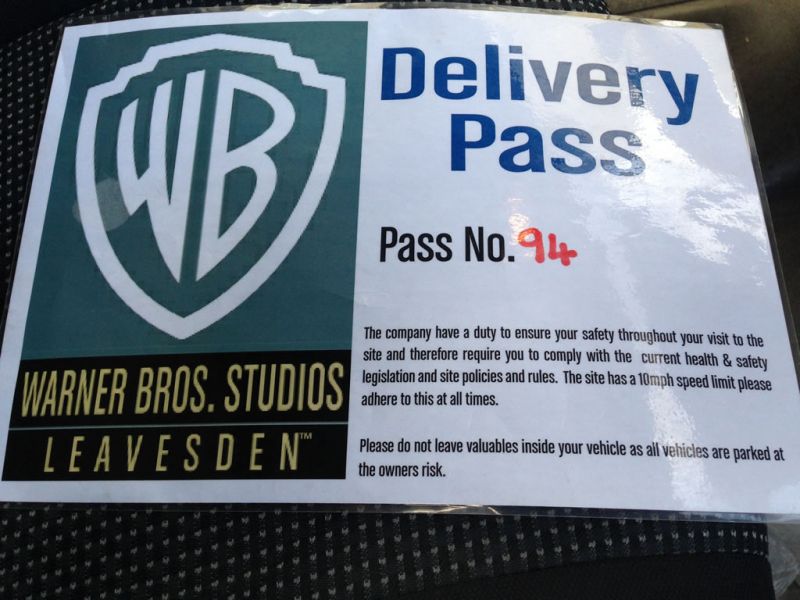 WB
WARNER BROS. STUDIOS
LEAVESDEN™
Delivery
Pass
Pass No. 94
The company have a duty to ensure your safety throughout your visit to the
site and therefore require you to comply with the current health & safety
legislation and site policies and rules. The site has a 10mph speed limit please
adhere to this at all times.
Please do not leave valuables inside your vehicle as all vehicles are parked at
the owners risk.